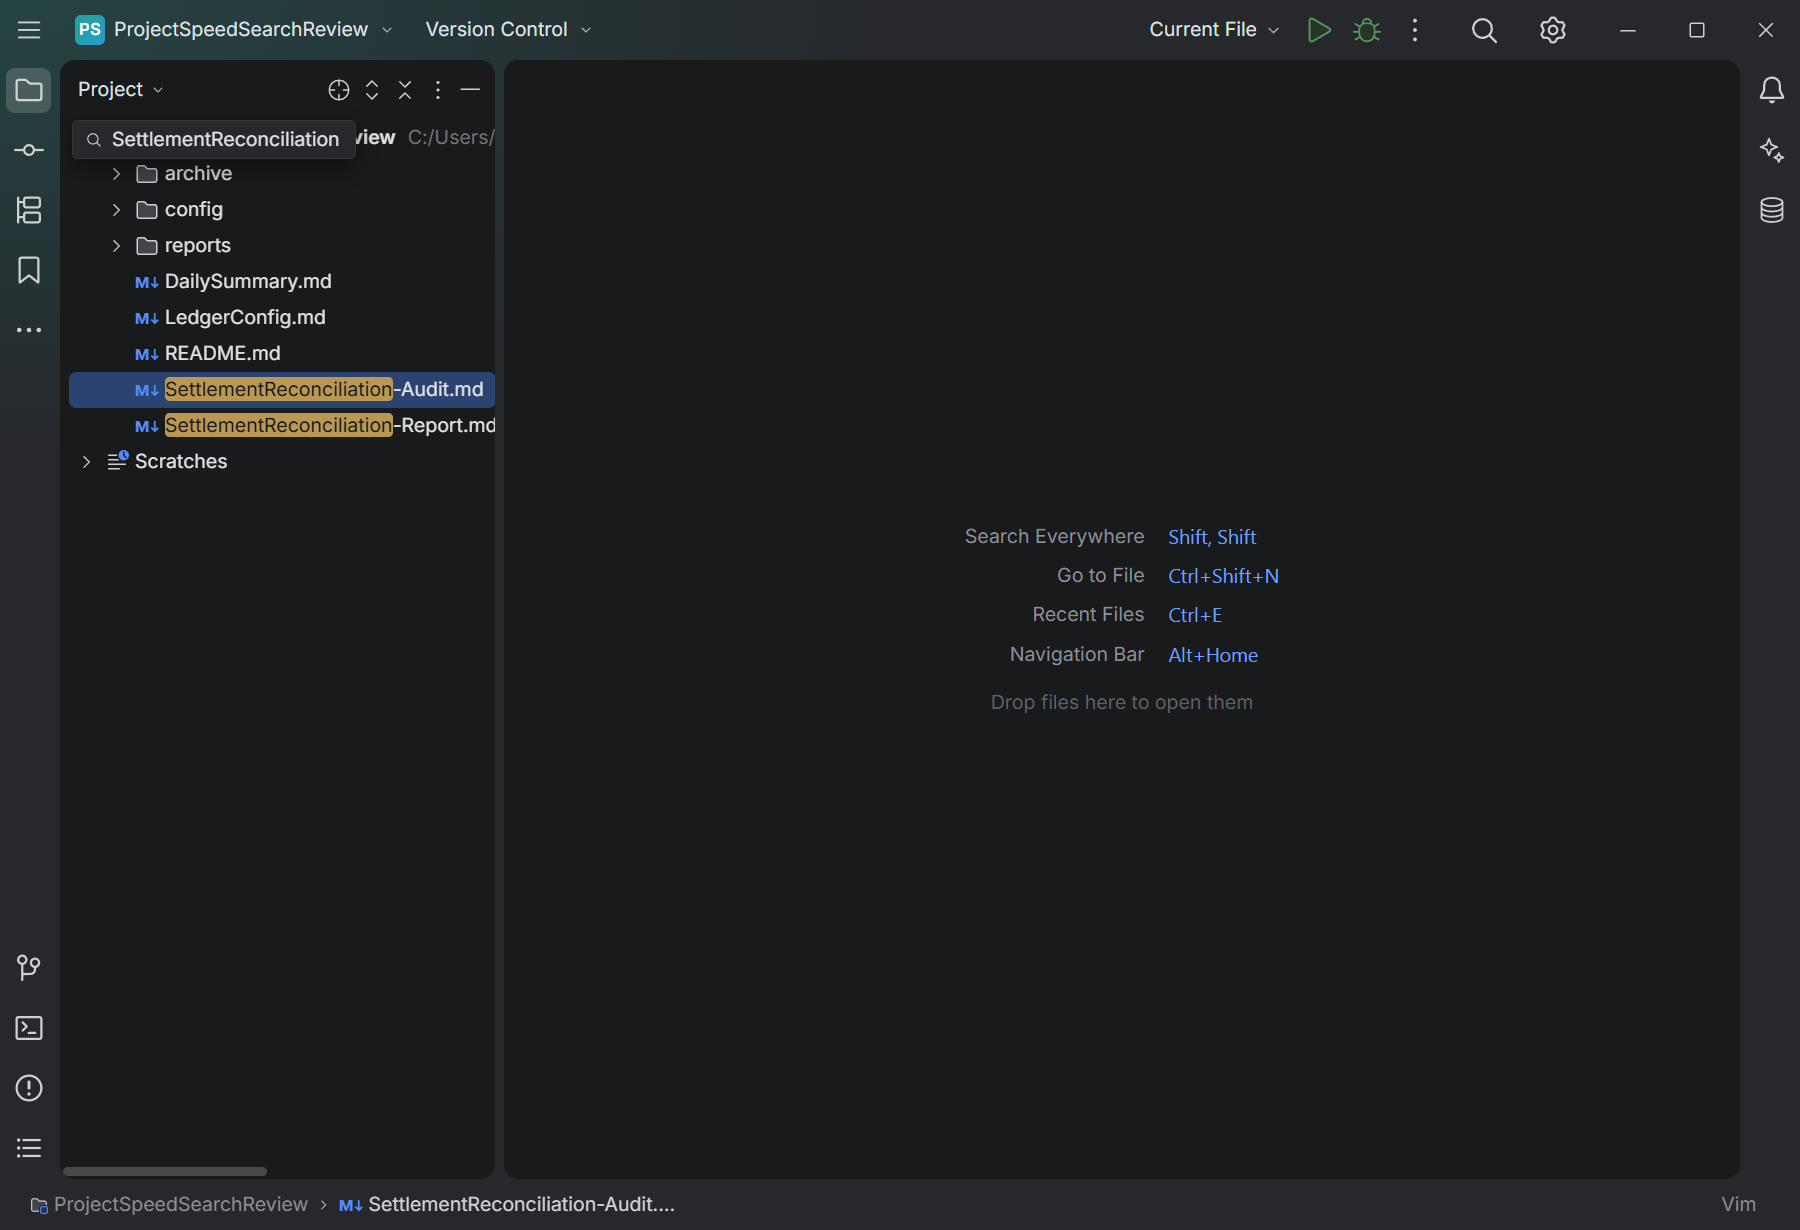 PS ProjectSpeedSearchReview Version Control Current File
Project
SettlementReconciliation view C:/Users/
archive
config
reports
M↓ DailySummary.md
M↓ LedgerConfig.md
M↓ README.md
M↓ SettlementReconciliation-Audit.md
M↓ SettlementReconciliation-Report.md
Scratches
Search Everywhere Shift, Shift
Go to File Ctrl+Shift+N
Recent Files Ctrl+E
Navigation Bar Alt+Home
Drop files here to open them
ProjectSpeedSearchReview › M↓ SettlementReconciliation-Audit.... Vim